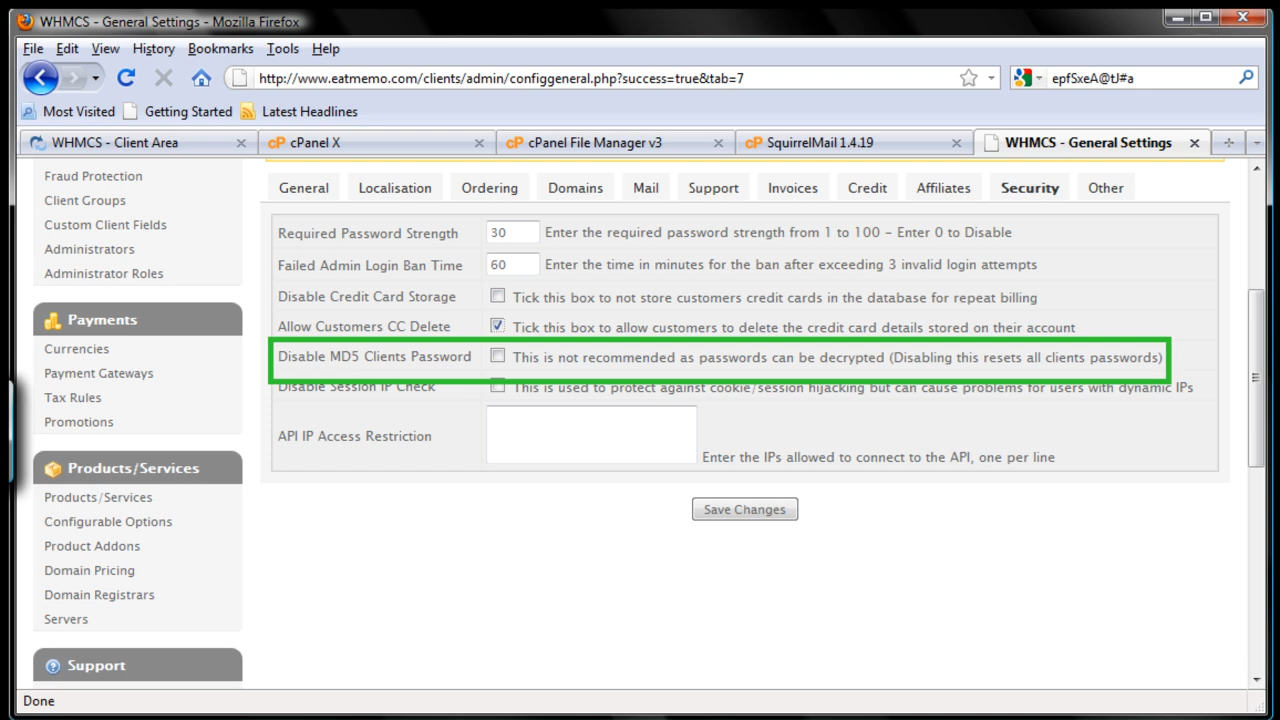 WHMCS - General Settings - Mozilla Firefox
File Edit View History Bookmarks Tools Help
http://www.eatmemo.com/clients/admin/configgeneral.php?success=true&tab=7
epfSxeA@tJ#a
Most Visited Getting Started Latest Headlines
WHMCS - Client Area
cP cPanel X
cP cPanel File Manager v3
cP SquirrelMail 1.4.19
WHMCS - General Settings
Fraud Protection
Client Groups
Custom Client Fields
Administrators
Administrator Roles
Payments
Currencies
Payment Gateways
Tax Rules
Promotions
Products/Services
Products/Services
Configurable Options
Product Addons
Domain Pricing
Domain Registrars
Servers
Support
General Localisation Ordering Domains Mail Support Invoices Credit Affiliates Security Other
Required Password Strength 30 Enter the required password strength from 1 to 100 - Enter 0 to Disable
Failed Admin Login Ban Time 60 Enter the time in minutes for the ban after exceeding 3 invalid login attempts
Disable Credit Card Storage Tick this box to not store customers credit cards in the database for repeat billing
Allow Customers CC Delete Tick this box to allow customers to delete the credit card details stored on their account
Disable MD5 Clients Password This is not recommended as passwords can be decrypted (Disabling this resets all clients passwords)
Disable Session IP Check This is used to protect against cookie/session hijacking but can cause problems for users with dynamic IPs
API IP Access Restriction Enter the IPs allowed to connect to the API, one per line
Save Changes
Done